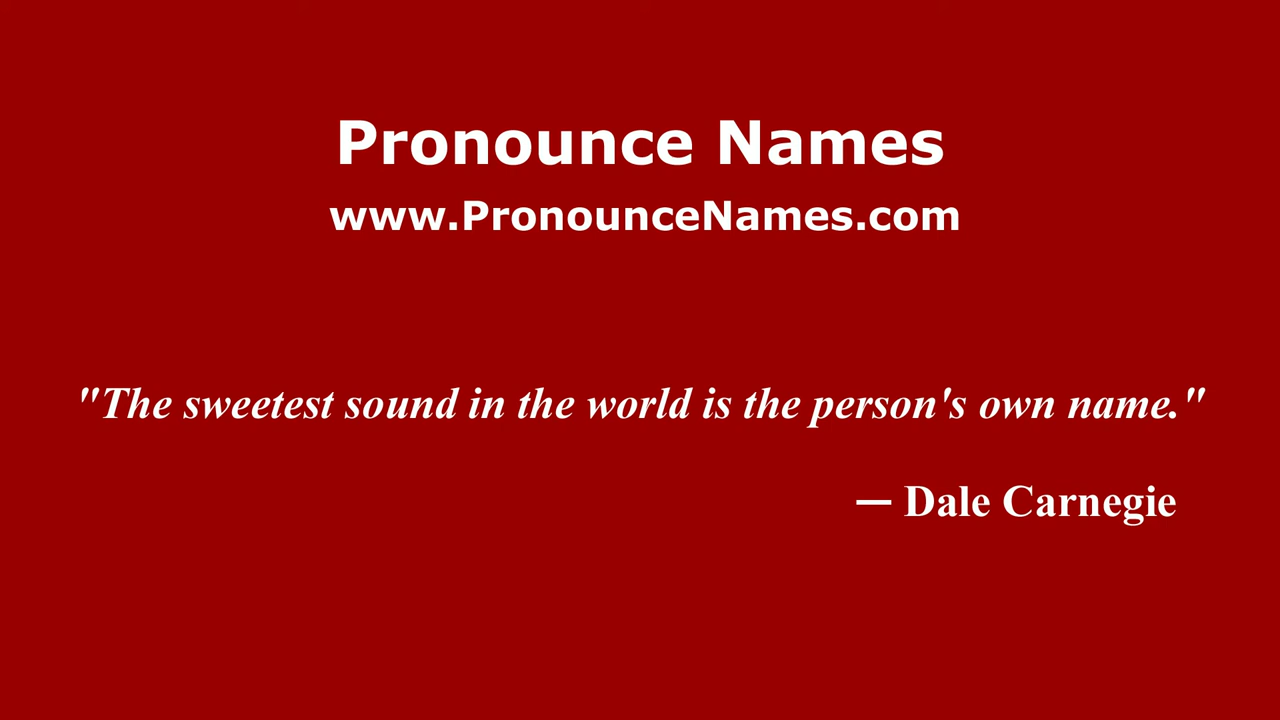 Pronounce Names
www.PronounceNames.com
"The sweetest sound in the world is the person's own name."
— Dale Carnegie